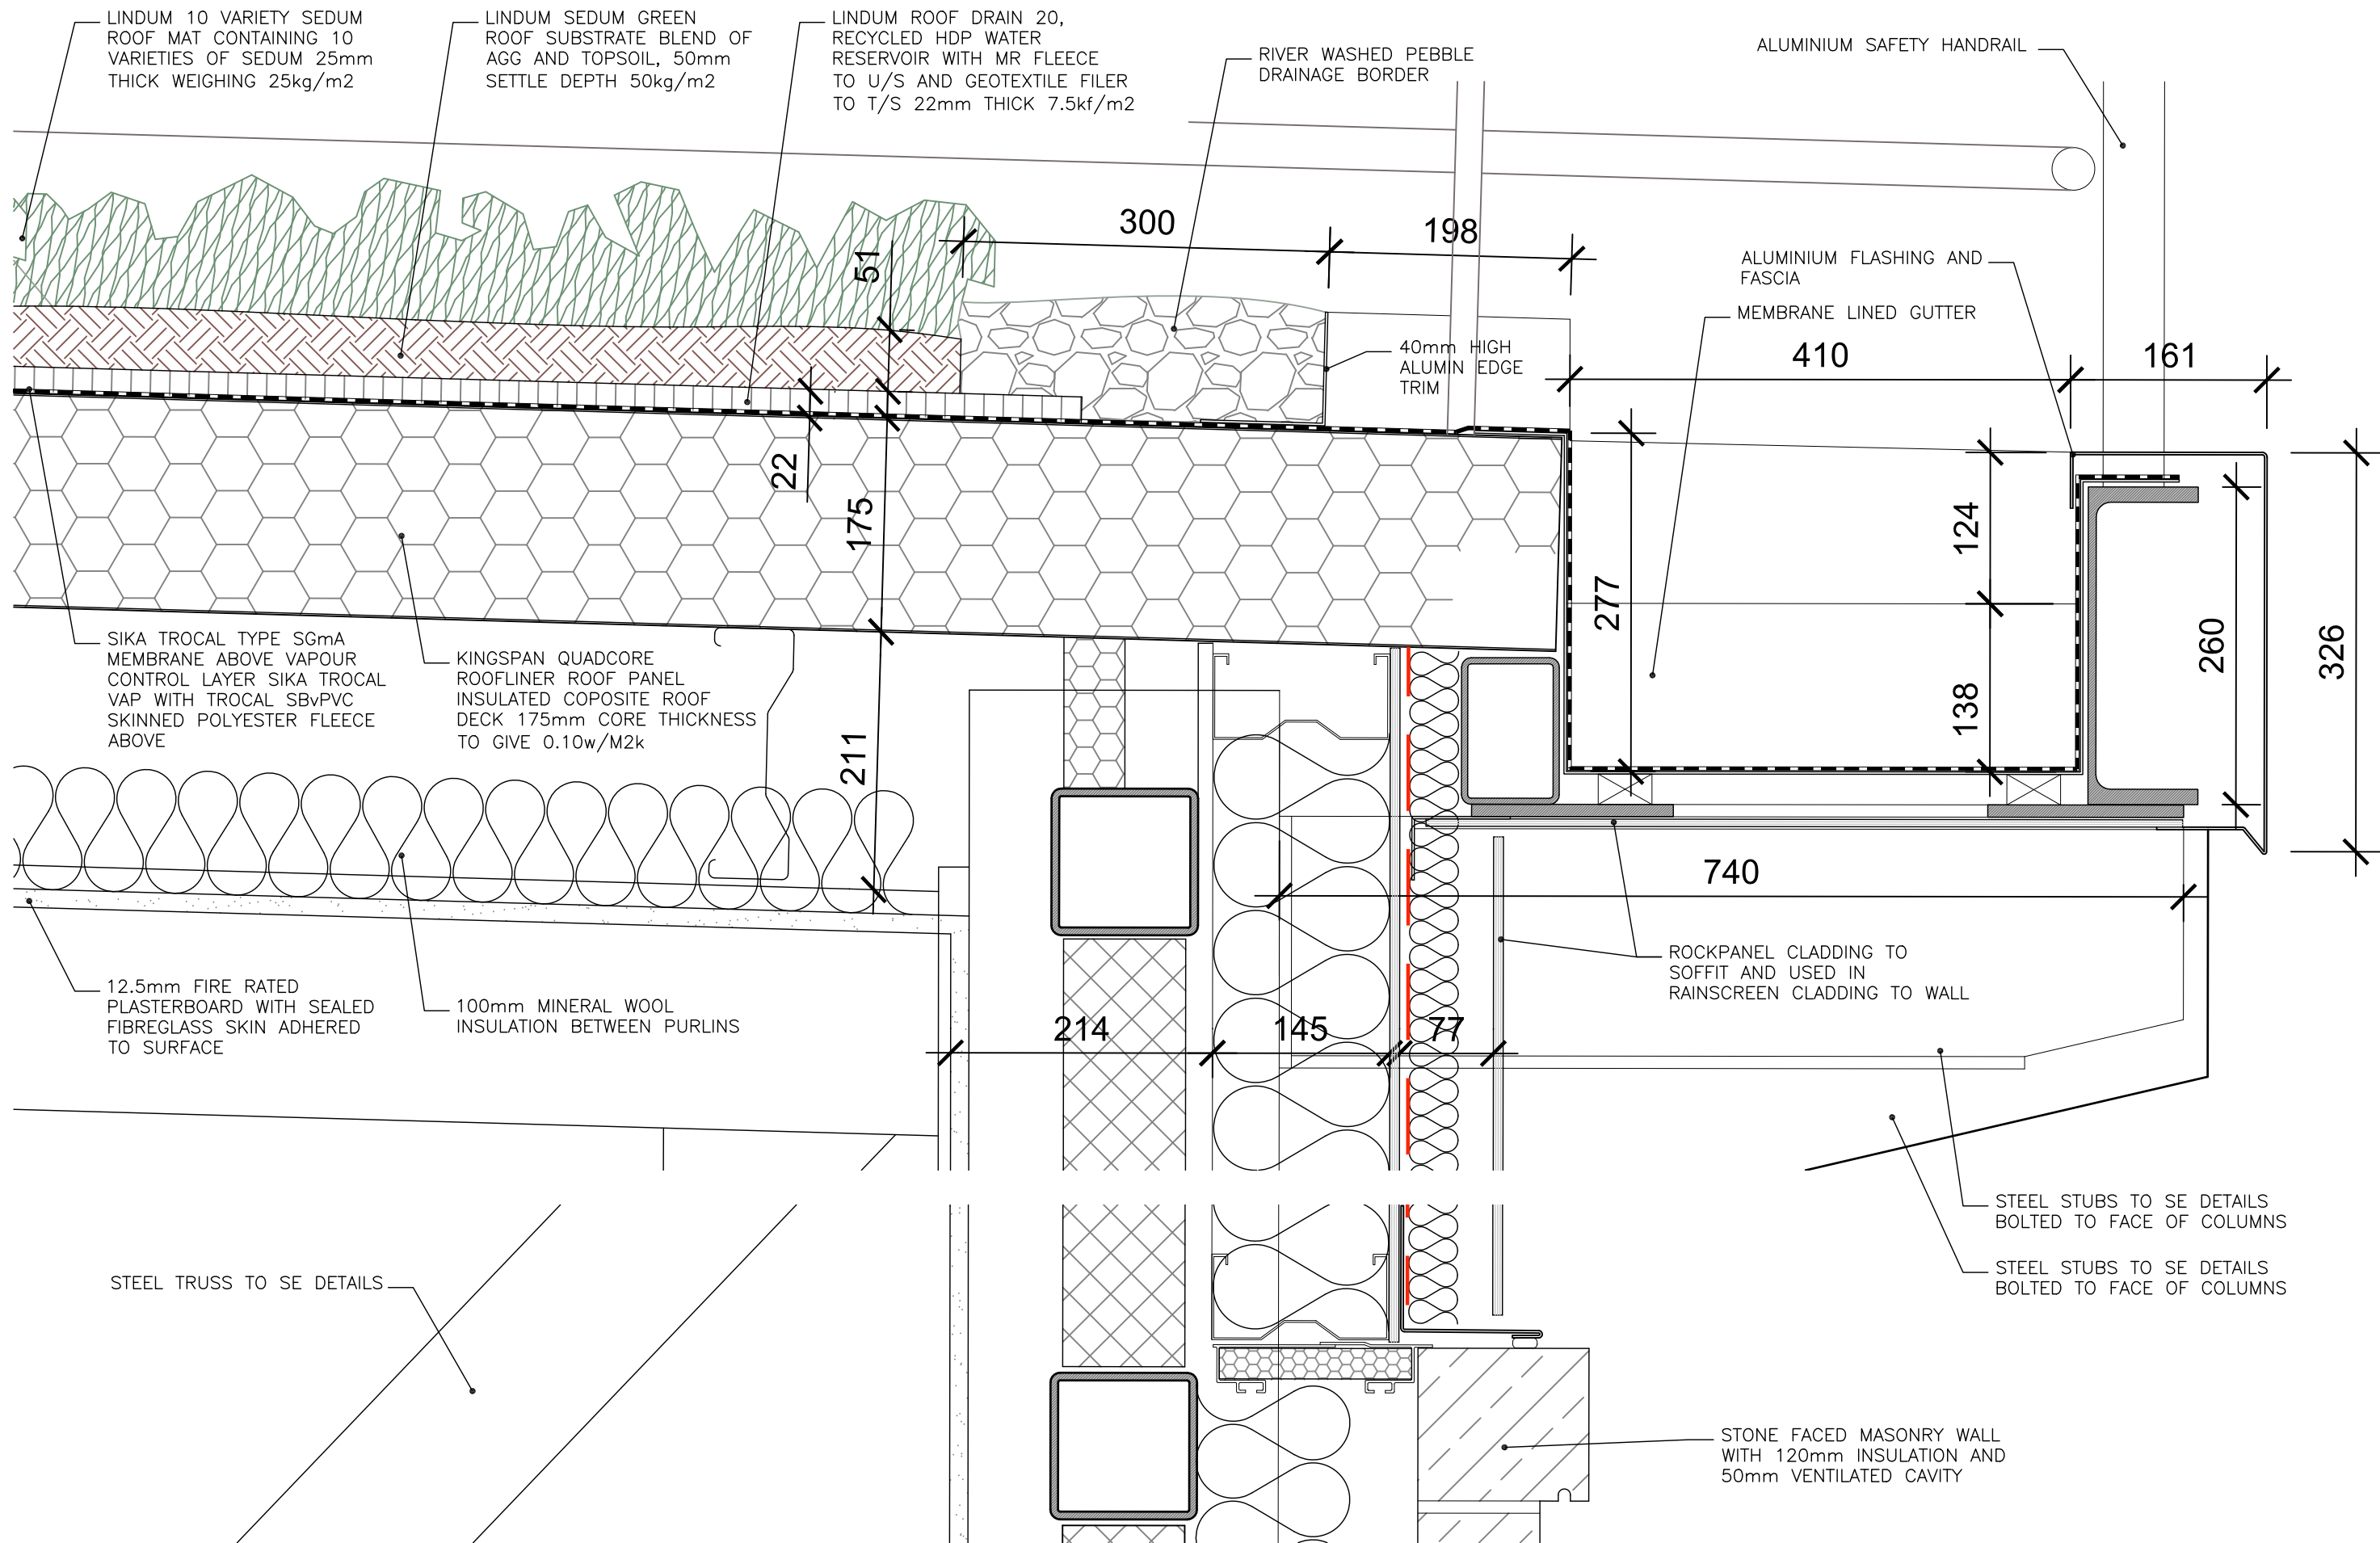 LINDUM 10 VARIETY SEDUM
ROOF MAT CONTAINING 10
VARIETIES OF SEDUM 25mm
THICK WEIGHING 25kg/m2
LINDUM SEDUM GREEN
ROOF SUBSTRATE BLEND OF
AGG AND TOPSOIL, 50mm
SETTLE DEPTH 50kg/m2
LINDUM ROOF DRAIN 20,
RECYCLED HDP WATER
RESERVOIR WITH MR FLEECE
TO U/S AND GEOTEXTILE FILER
TO T/S 22mm THICK 7.5kf/m2
RIVER WASHED PEBBLE
DRAINAGE BORDER
ALUMINIUM SAFETY HANDRAIL
300
198
51
ALUMINIUM FLASHING AND
FASCIA
MEMBRANE LINED GUTTER
40mm HIGH
ALUMIN EDGE
TRIM
410
161
22
175
277
124
138
260
326
SIKA TROCAL TYPE SGmA
MEMBRANE ABOVE VAPOUR
CONTROL LAYER SIKA TROCAL
VAP WITH TROCAL SBvPVC
SKINNED POLYESTER FLEECE
ABOVE
KINGSPAN QUADCORE
ROOFLINER ROOF PANEL
INSULATED COPOSITE ROOF
DECK 175mm CORE THICKNESS
TO GIVE 0.10w/M2k
211
740
12.5mm FIRE RATED
PLASTERBOARD WITH SEALED
FIBREGLASS SKIN ADHERED
TO SURFACE
100mm MINERAL WOOL
INSULATION BETWEEN PURLINS
ROCKPANEL CLADDING TO
SOFFIT AND USED IN
RAINSCREEN CLADDING TO WALL
214
145
77
STEEL STUBS TO SE DETAILS
BOLTED TO FACE OF COLUMNS
STEEL STUBS TO SE DETAILS
BOLTED TO FACE OF COLUMNS
STEEL TRUSS TO SE DETAILS
STONE FACED MASONRY WALL
WITH 120mm INSULATION AND
50mm VENTILATED CAVITY